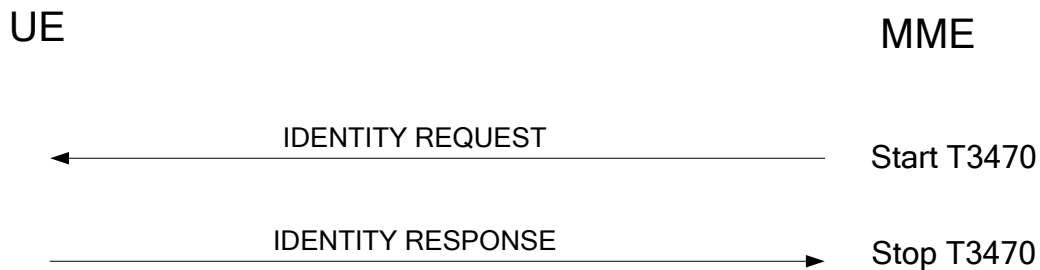 UE
MME
IDENTITY REQUEST
Start T3470
IDENTITY RESPONSE
Stop T3470